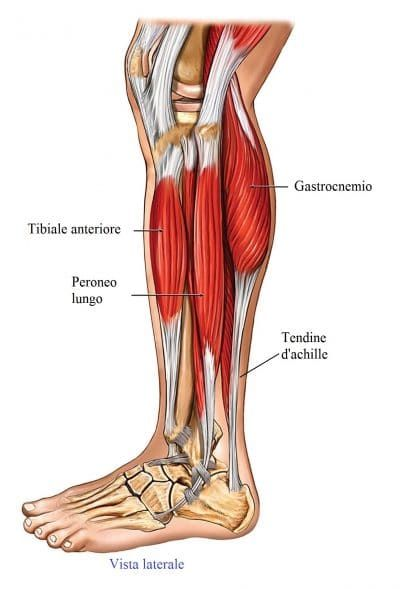 Gastrocnemio
Tibiale anteriore
Peroneo
lungo
Tendine
d'achille
Vista laterale